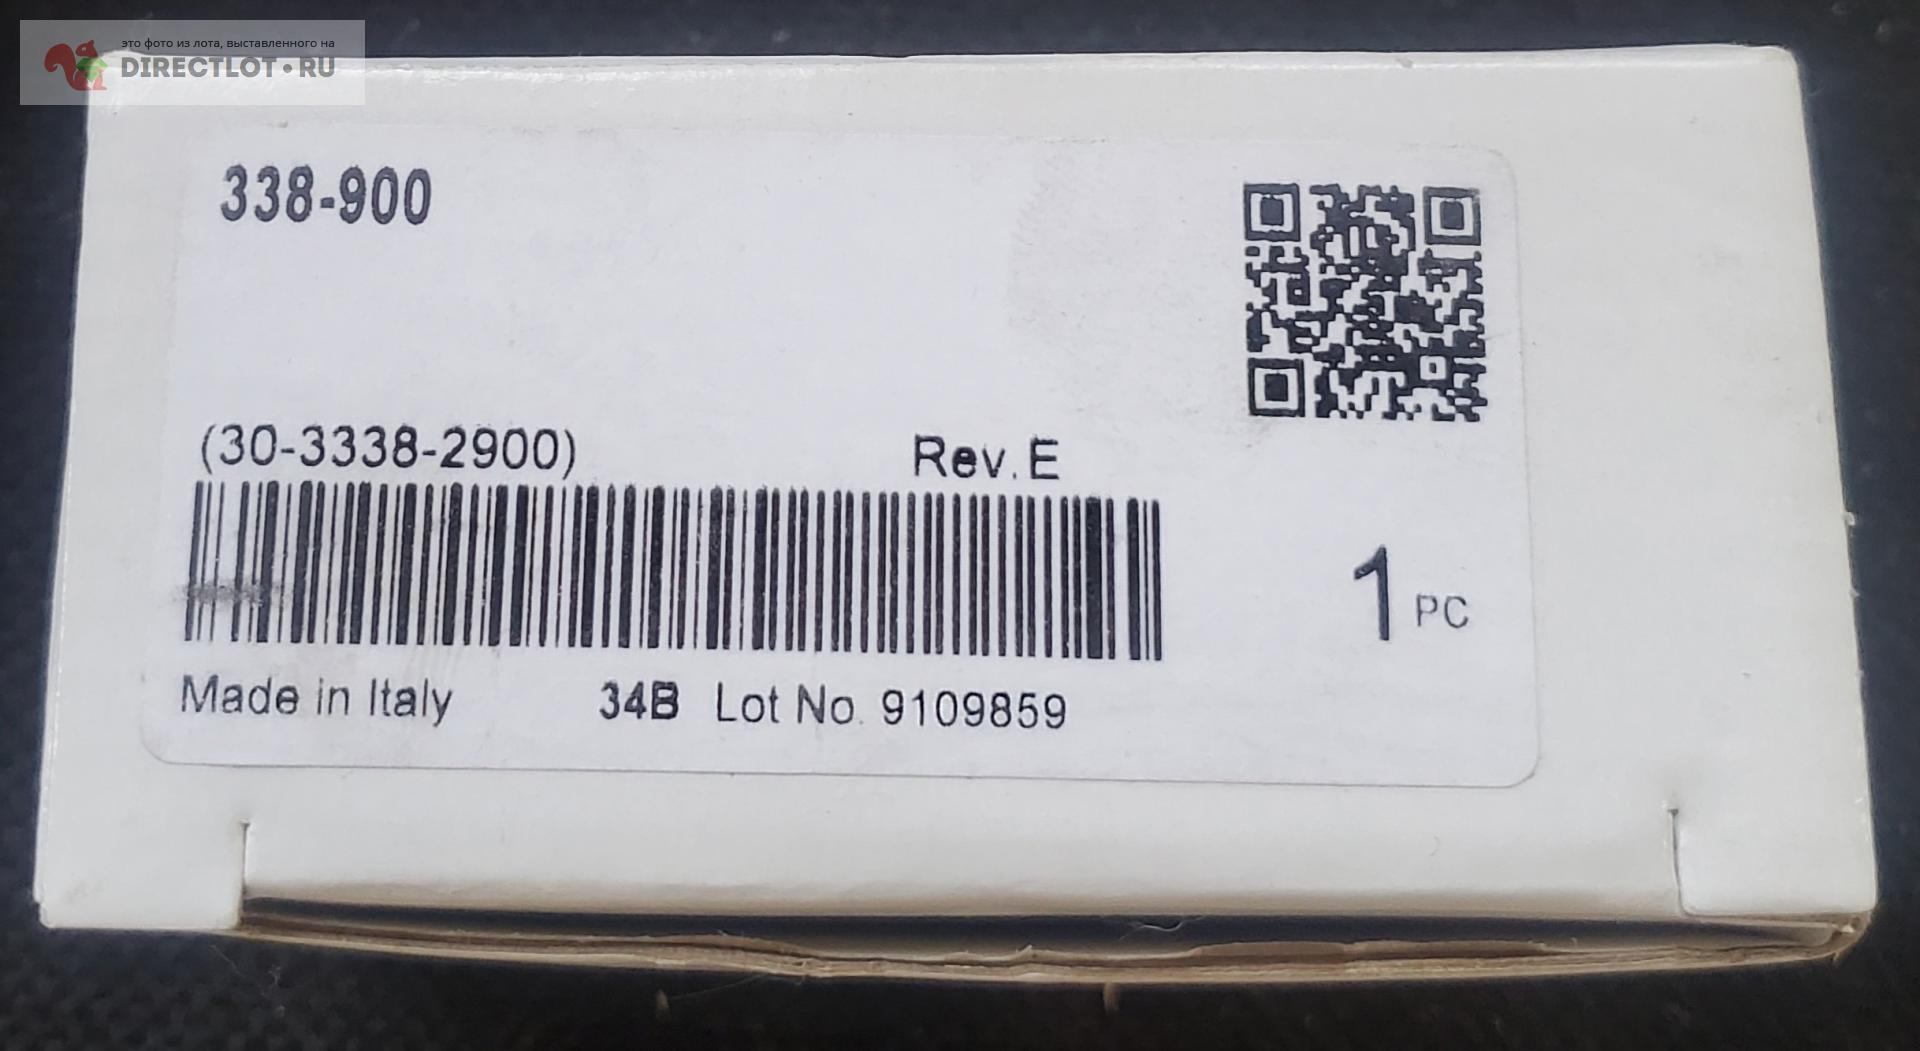 это фото из лота, выставленного на
DIRECTLOT•RU
338-900
(30-3338-2900) Rev. E
1 PC
Made in Italy 34B Lot No. 9109859